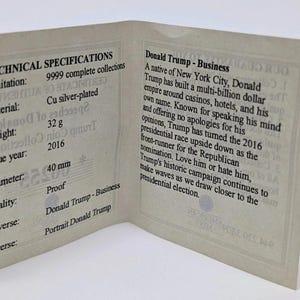 CHNICAL SPECIFICATIONS
itation: 9999 complete collections
erial: Cu silver-plated
ght: 32 g
ue year: 2016
meter: 40 mm
ality: Proof
verse: Donald Trump - Business
verse: Portrait Donald Trump
Donald Trump - Business
A native of New York City, Donald
Trump has built a multi-billion dollar
empire around casinos, hotels, and his
own name. Known for speaking his mind
and offering no apologies for his
opinions, Trump has turned the 2016
presidential race upside down as the
front-runner for the Republican
nomination. Love him or hate him,
Trump's historic campaign continues to
make waves as we draw closer to the
presidential election.